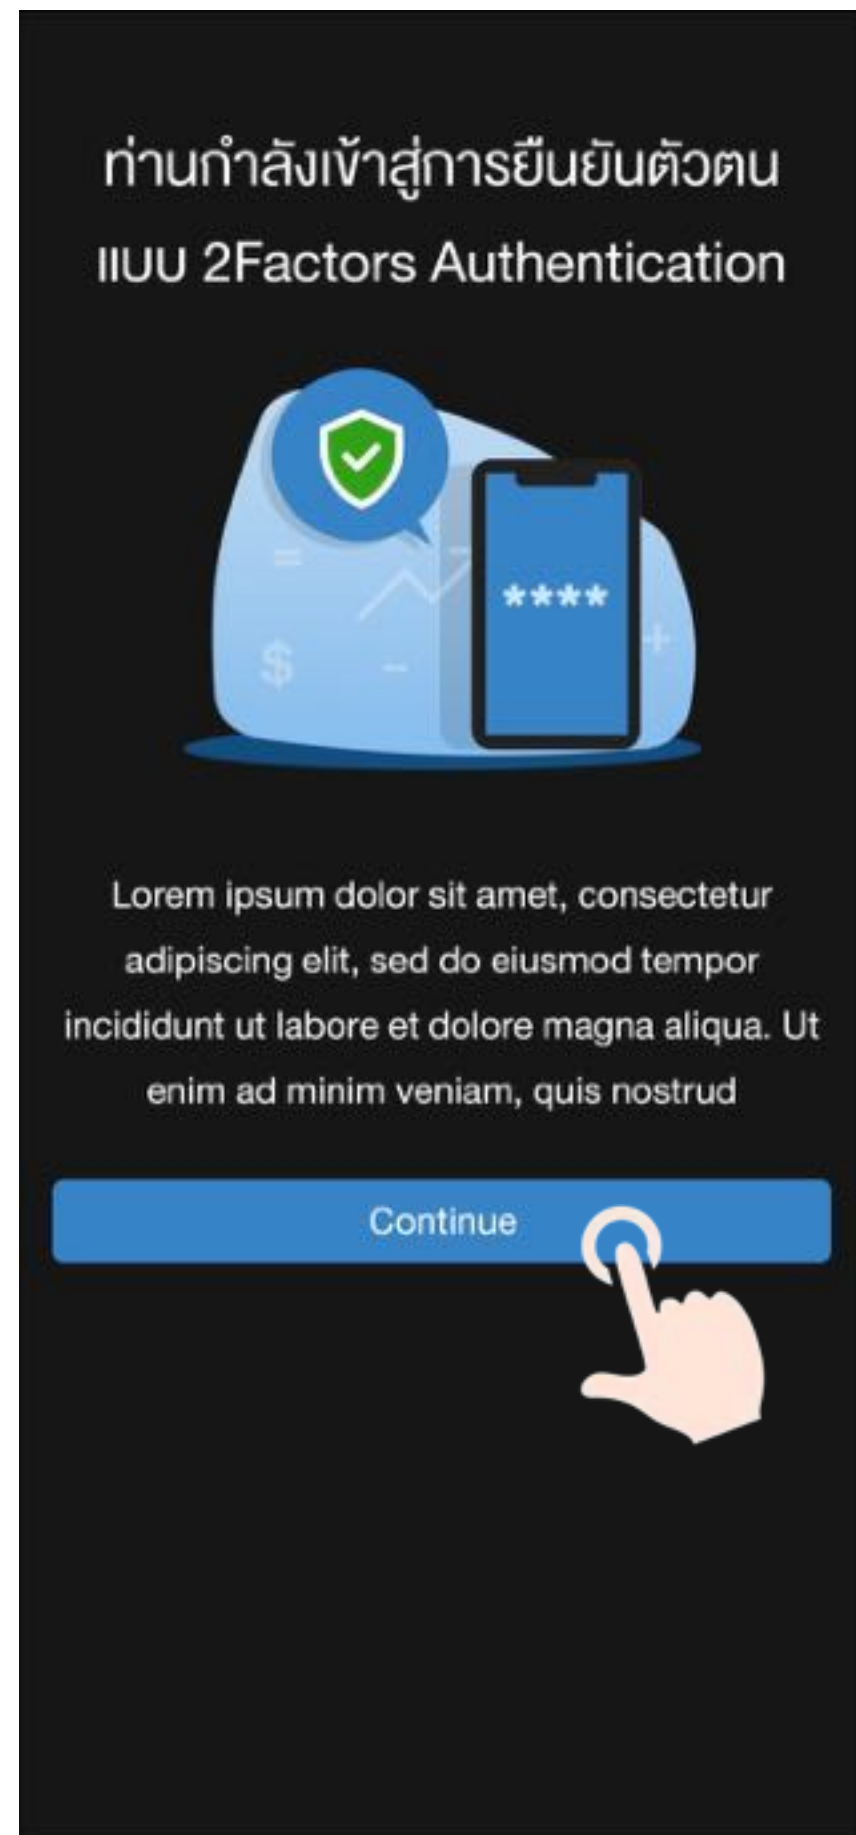 ท่านกำลังเข้าสู่การยืนยันตัวตน
แบบ 2Factors Authentication
= $ - +
****
Lorem ipsum dolor sit amet, consectetur
adipiscing elit, sed do eiusmod tempor
incididunt ut labore et dolore magna aliqua. Ut
enim ad minim veniam, quis nostrud
Continue